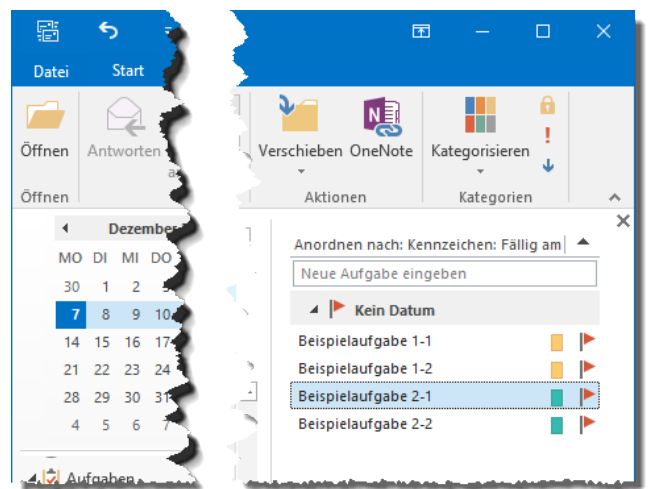 Datei Start
Öffnen Antworten
Verschieben OneNote Kategorisieren
Öffnen Aktionen Kategorien
Dezember
MO DI MI DO
30 1 2
7 8 9 10
14 15 16 17
21 22 23 24
28 29 30 31
4 5 6 7
Aufgaben
Anordnen nach: Kennzeichen: Fällig am
Neue Aufgabe eingeben
Kein Datum
Beispielaufgabe 1-1
Beispielaufgabe 1-2
Beispielaufgabe 2-1
Beispielaufgabe 2-2